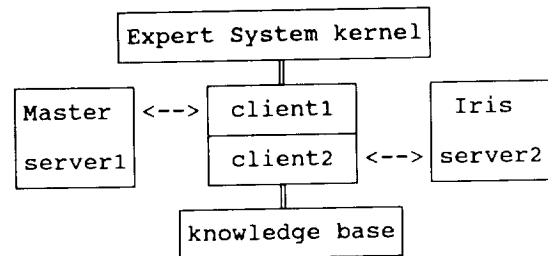 Expert System kernel
Master <--> client1 Iris
server1 client2 <--> server2
knowledge base